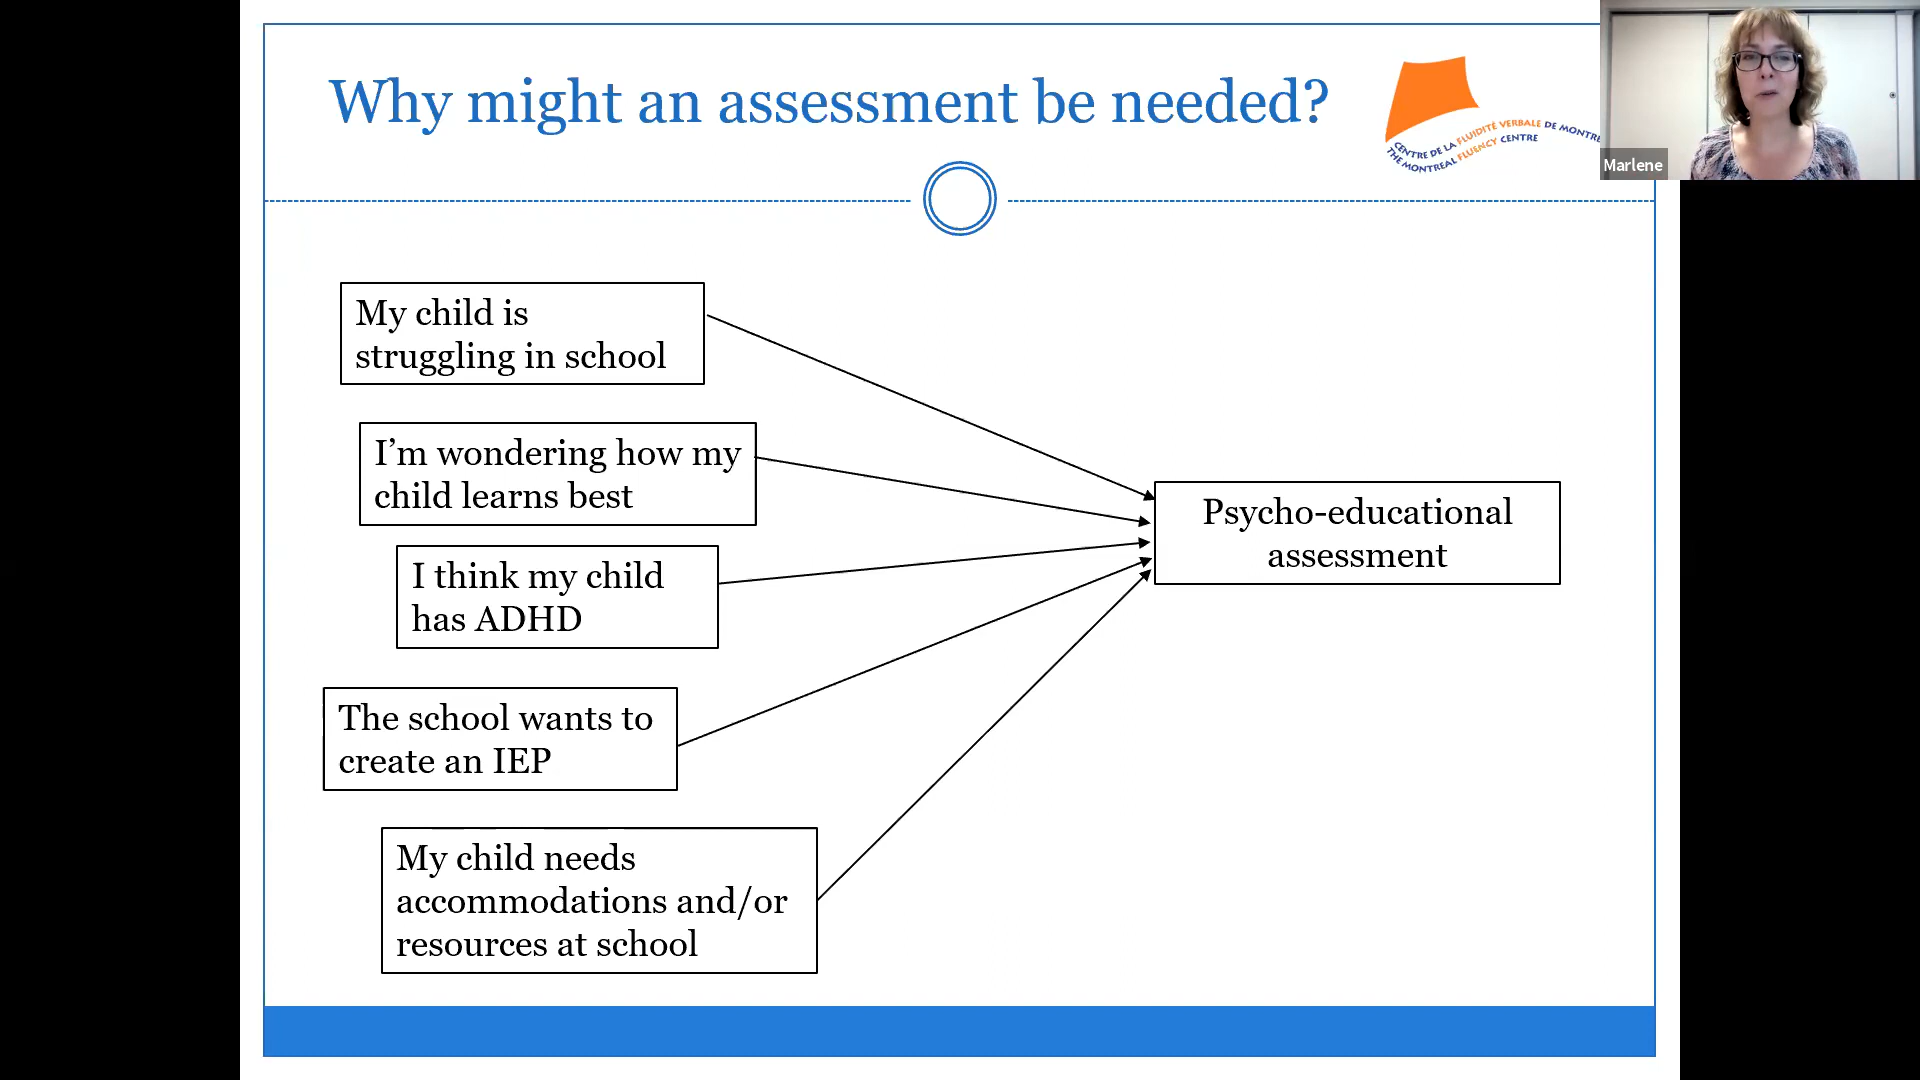 Why might an assessment be needed?
CENTRE DE LA FLUIDITÉ VERBALE DE MONTRE
THE MONTREAL FLUENCY CENTRE
Marlene
My child is
struggling in school
I'm wondering how my
child learns best
I think my child
has ADHD
The school wants to
create an IEP
My child needs
accommodations and/or
resources at school
Psycho-educational
assessment